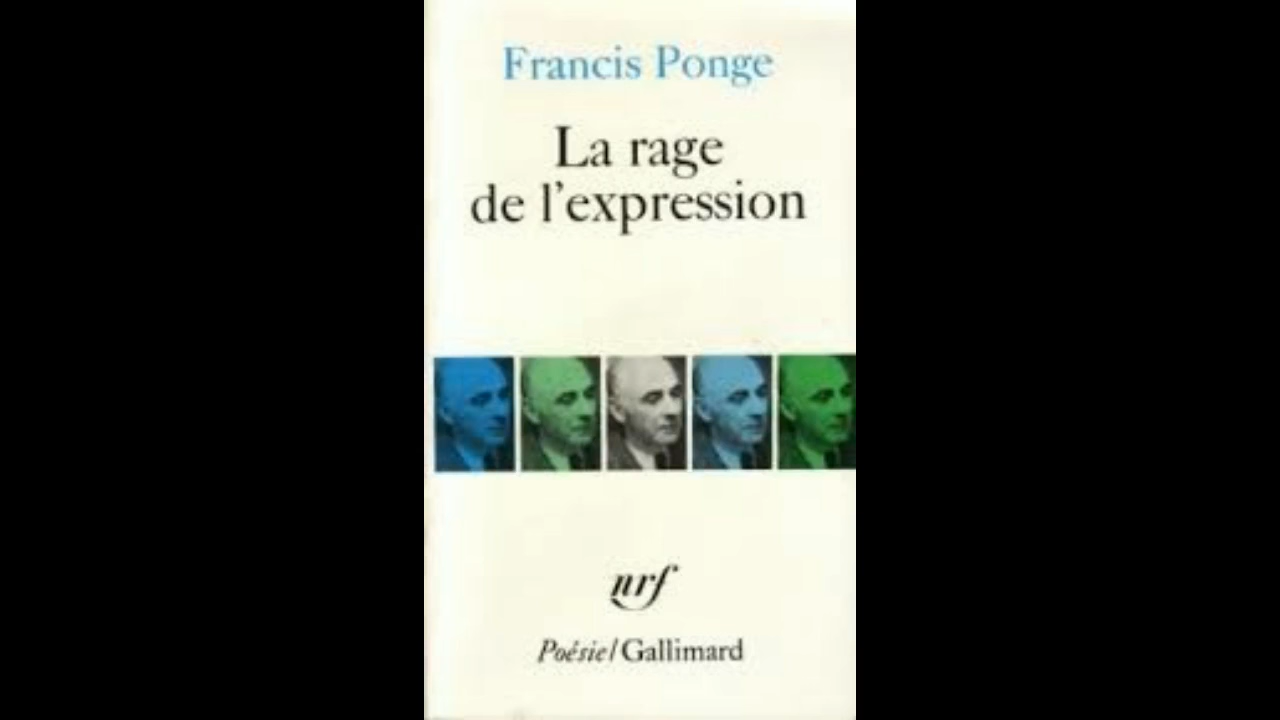 Francis Ponge
La rage
de l'expression
nrf
Poésie/Gallimard